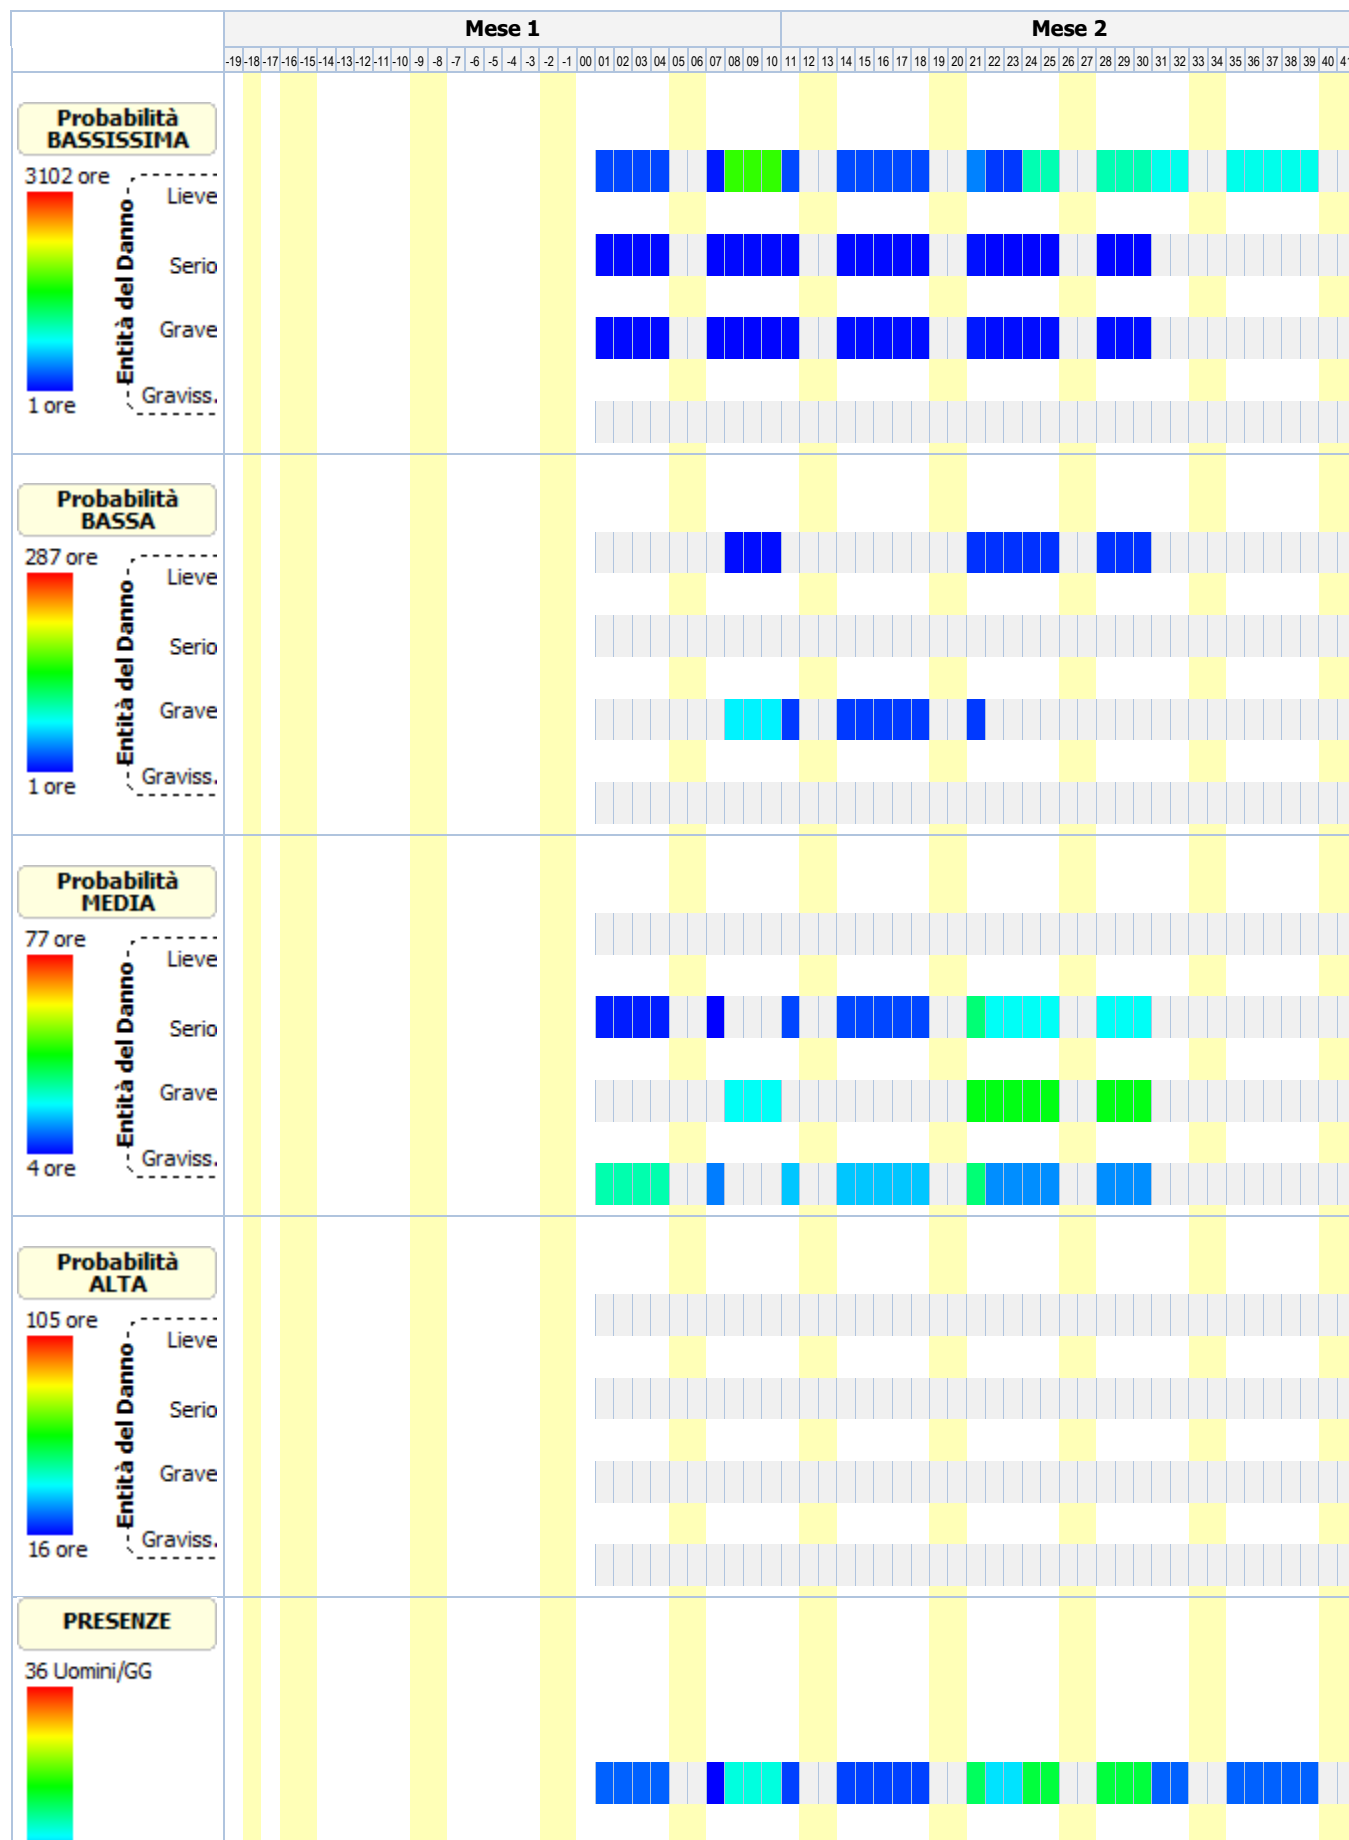 Mese 1 Mese 2
-19 -18 -17 -16 -15 -14 -13 -12 -11 -10 -9 -8 -7 -6 -5 -4 -3 -2 -1 00 01 02 03 04 05 06 07 08 09 10 11 12 13 14 15 16 17 18 19 20 21 22 23 24 25 26 27 28 29 30 31 32 33 34 35 36 37 38 39 40 41
Probabilità
BASSISSIMA
3102 ore
Entità del Danno
Lieve
Serio
Grave
Graviss.
1 ore
Probabilità
BASSA
287 ore
Entità del Danno
Lieve
Serio
Grave
Graviss.
1 ore
Probabilità
MEDIA
77 ore
Entità del Danno
Lieve
Serio
Grave
Graviss.
4 ore
Probabilità
ALTA
105 ore
Entità del Danno
Lieve
Serio
Grave
Graviss.
16 ore
PRESENZE
36 Uomini/GG